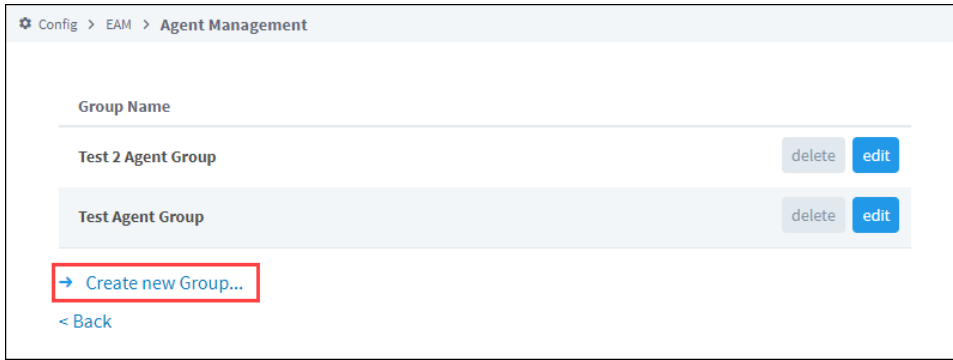 Config > EAM > Agent Management
Group Name
Test 2 Agent Group delete edit
Test Agent Group delete edit
→ Create new Group...
< Back